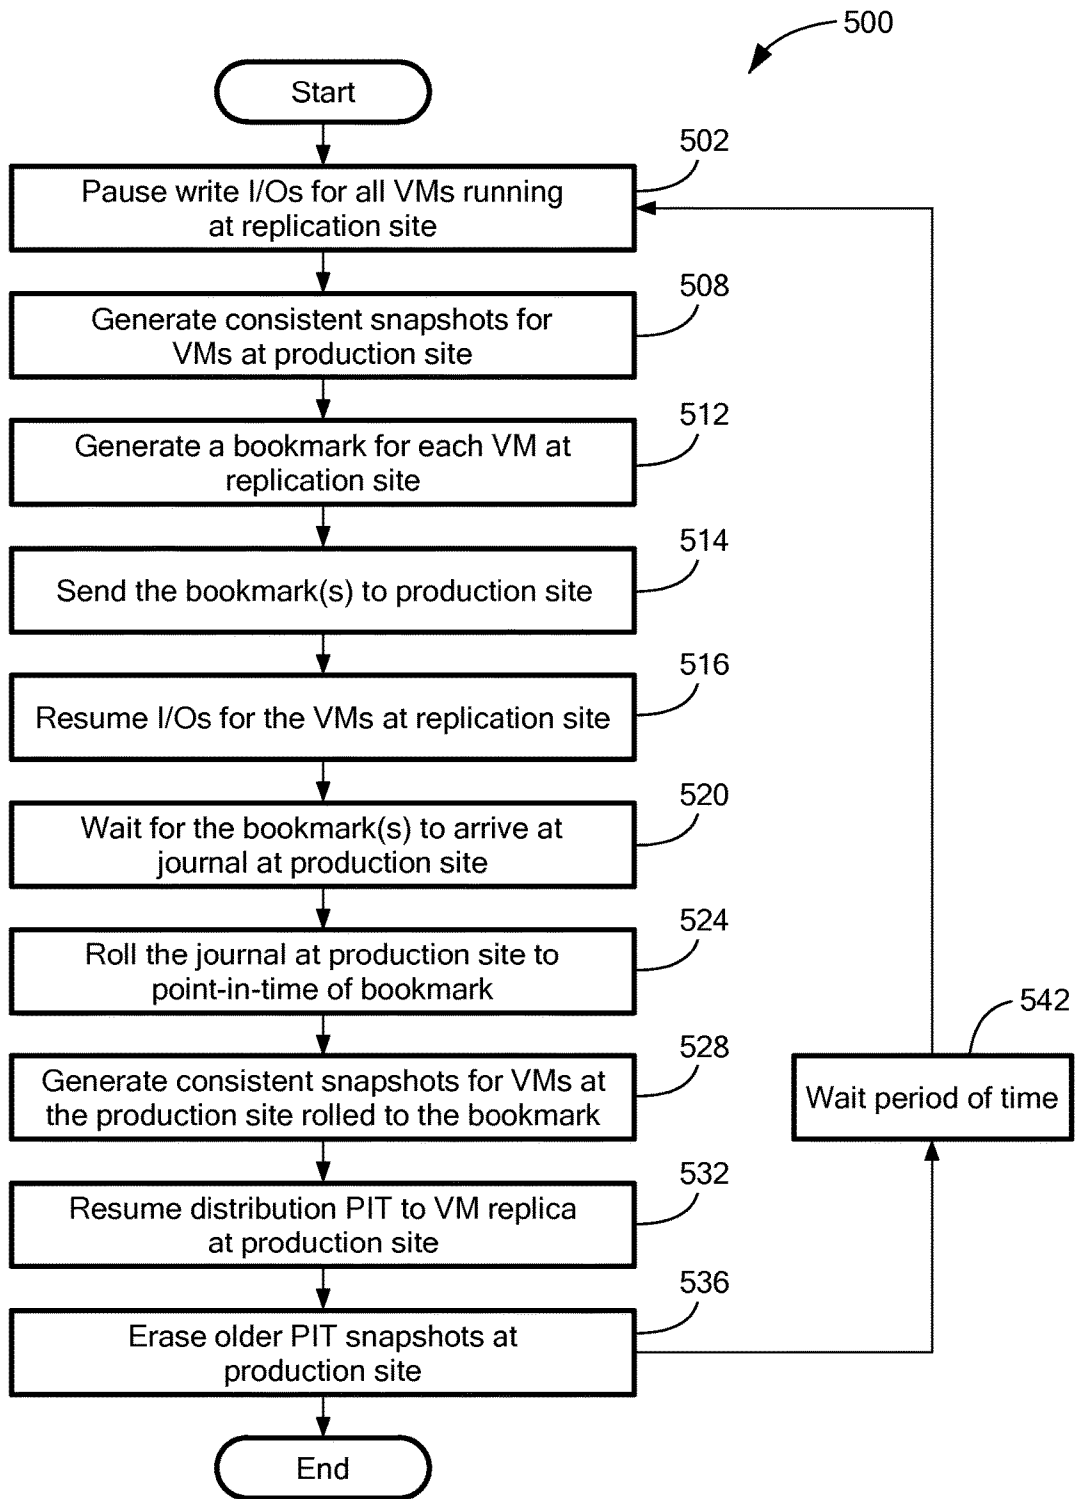 500
Start
502
Pause write I/Os for all VMs running
at replication site
508
Generate consistent snapshots for
VMs at production site
512
Generate a bookmark for each VM at
replication site
514
Send the bookmark(s) to production site
516
Resume I/Os for the VMs at replication site
520
Wait for the bookmark(s) to arrive at
journal at production site
524
Roll the journal at production site to
point-in-time of bookmark
542
Wait period of time
528
Generate consistent snapshots for VMs at
the production site rolled to the bookmark
532
Resume distribution PIT to VM replica
at production site
536
Erase older PIT snapshots at
production site
End